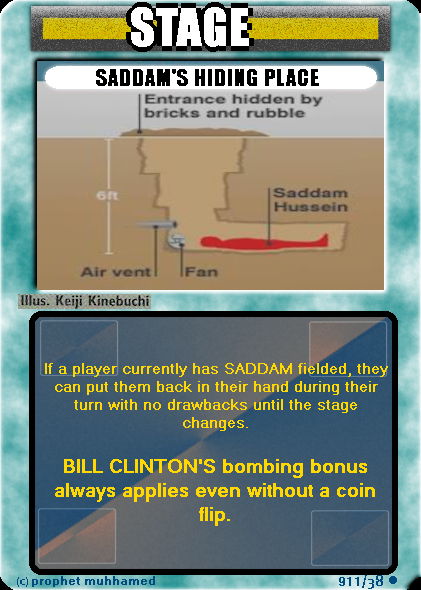 STAGE
SADDAM'S HIDING PLACE
Entrance hidden by
bricks and rubble
6ft
Saddam
Hussein
Air vent
Fan
Illus. Keiji Kinebuchi
If a player currently has SADDAM fielded, they
can put them back in their hand during their
turn with no drawbacks until the stage
changes.
BILL CLINTON'S bombing bonus
always applies even without a coin
flip.
(c) prophet muhhamed
911/38